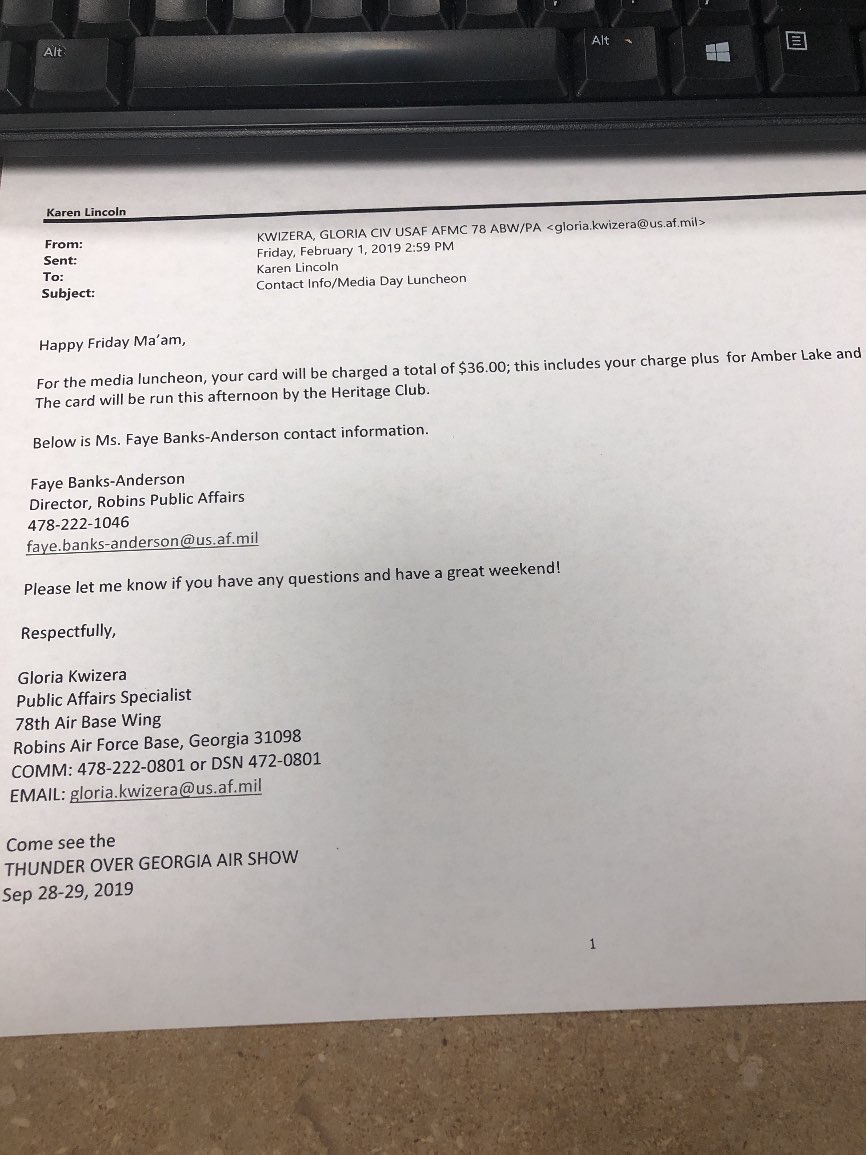 Alt
Alt
Karen Lincoln
From: KWIZERA, GLORIA CIV USAF AFMC 78 ABW/PA <gloria.kwizera@us.af.mil>
Sent: Friday, February 1, 2019 2:59 PM
To: Karen Lincoln
Subject: Contact Info/Media Day Luncheon
Happy Friday Ma'am,
For the media luncheon, your card will be charged a total of $36.00; this includes your charge plus for Amber Lake and
The card will be run this afternoon by the Heritage Club.
Below is Ms. Faye Banks-Anderson contact information.
Faye Banks-Anderson
Director, Robins Public Affairs
478-222-1046
faye.banks-anderson@us.af.mil
Please let me know if you have any questions and have a great weekend!
Respectfully,
Gloria Kwizera
Public Affairs Specialist
78th Air Base Wing
Robins Air Force Base, Georgia 31098
COMM: 478-222-0801 or DSN 472-0801
EMAIL: gloria.kwizera@us.af.mil
Come see the
THUNDER OVER GEORGIA AIR SHOW
Sep 28-29, 2019
1